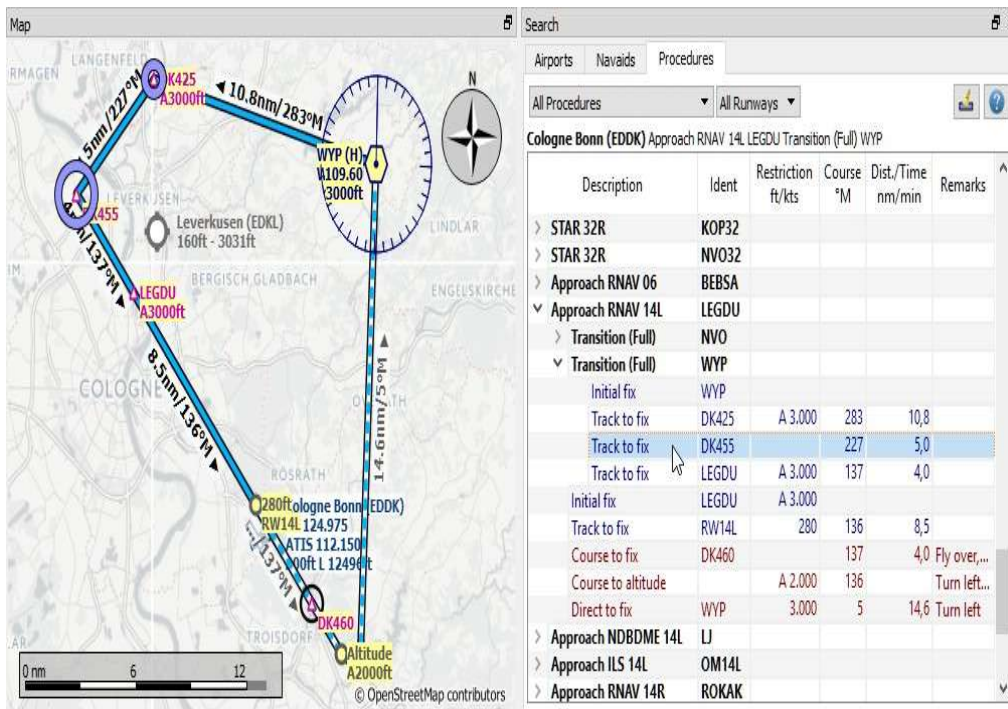 Map
LANGENFELD
RMAGEN
DK425
A3000ft
◄ 10.8nm/283°M
5nm/227°M
N
WYP (H)
109.60
3000ft
LEVERKUSEN
K455
Leverkusen (EDKL)
160ft - 3031ft
LINDLAR
/137°M ►
BERGISCH GLADBACH
ENGELSKIRCHE
LEGDU
A3000ft
COLOGNE
8.5nm/136°M ►
14.6nm/5°M ►
RÖSRATH
280ft
ologne Bonn (EDDK)
RW14L 124.975
ATIS 112.150
00ft L 12496ft
/137°M ►
DK460
TROISDORF
Altitude
A2000ft
0 nm 6 12
© OpenStreetMap contributors
Search
Airports Navaids Procedures
All Procedures All Runways
Cologne Bonn (EDDK) Approach RNAV 14L LEGDU Transition (Full) WYP
Description Ident Restriction ft/kts Course °M Dist./Time nm/min Remarks
STAR 32R KOP32
STAR 32R NVO32
Approach RNAV 06 BEBSA
Approach RNAV 14L LEGDU
Transition (Full) NVO
Transition (Full) WYP
Initial fix WYP
Track to fix DK425 A 3.000 283 10,8
Track to fix DK455 227 5,0
Track to fix LEGDU A 3.000 137 4,0
Initial fix LEGDU A 3.000
Track to fix RW14L 280 136 8,5
Course to fix DK460 137 4,0 Fly over,...
Course to altitude A 2.000 136 Turn left...
Direct to fix WYP 3.000 5 14,6 Turn left
Approach NDBDME 14L LJ
Approach ILS 14L OM14L
Approach RNAV 14R ROKAK